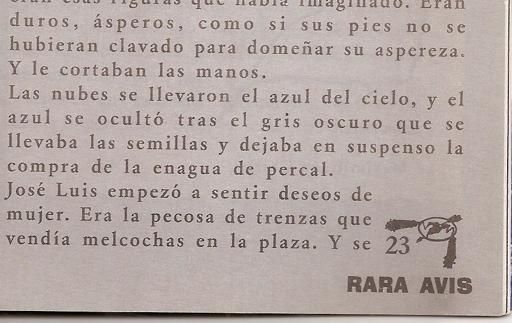 eran esas figuras que había imaginado. Eran
duros, ásperos, como si sus pies no se
hubieran clavado para domeñar su aspereza.
Y le cortaban las manos.
Las nubes se llevaron el azul del cielo, y el
azul se ocultó tras el gris oscuro que se
llevaba las semillas y dejaba en suspenso la
compra de la enagua de percal.
José Luis empezó a sentir deseos de
mujer. Era la pecosa de trenzas que
vendía melcochas en la plaza. Y se
23
RARA AVIS